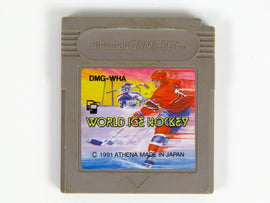 Nintendo GAME BOY
DMG-WHA
WORLD ICE HOCKEY
© 1991 ATHENA MADE IN JAPAN